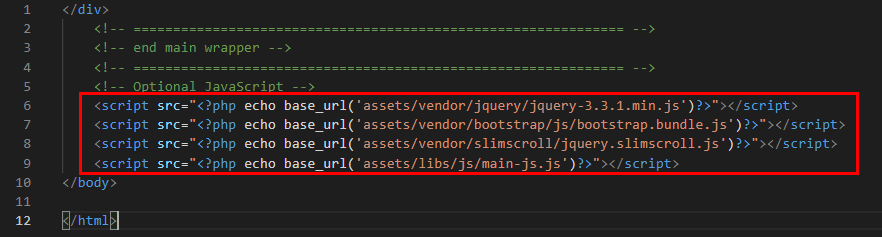 1 </div>
2 <!-- ============================================================= -->
3 <!-- end main wrapper -->
4 <!-- ============================================================= -->
5 <!-- Optional JavaScript -->
6 <script src="<?php echo base_url('assets/vendor/jquery/jquery-3.3.1.min.js')?>"></script>
7 <script src="<?php echo base_url('assets/vendor/bootstrap/js/bootstrap.bundle.js')?>"></script>
8 <script src="<?php echo base_url('assets/vendor/slimscroll/jquery.slimscroll.js')?>"></script>
9 <script src="<?php echo base_url('assets/libs/js/main-js.js')?>"></script>
10 </body>
11
12 </html>